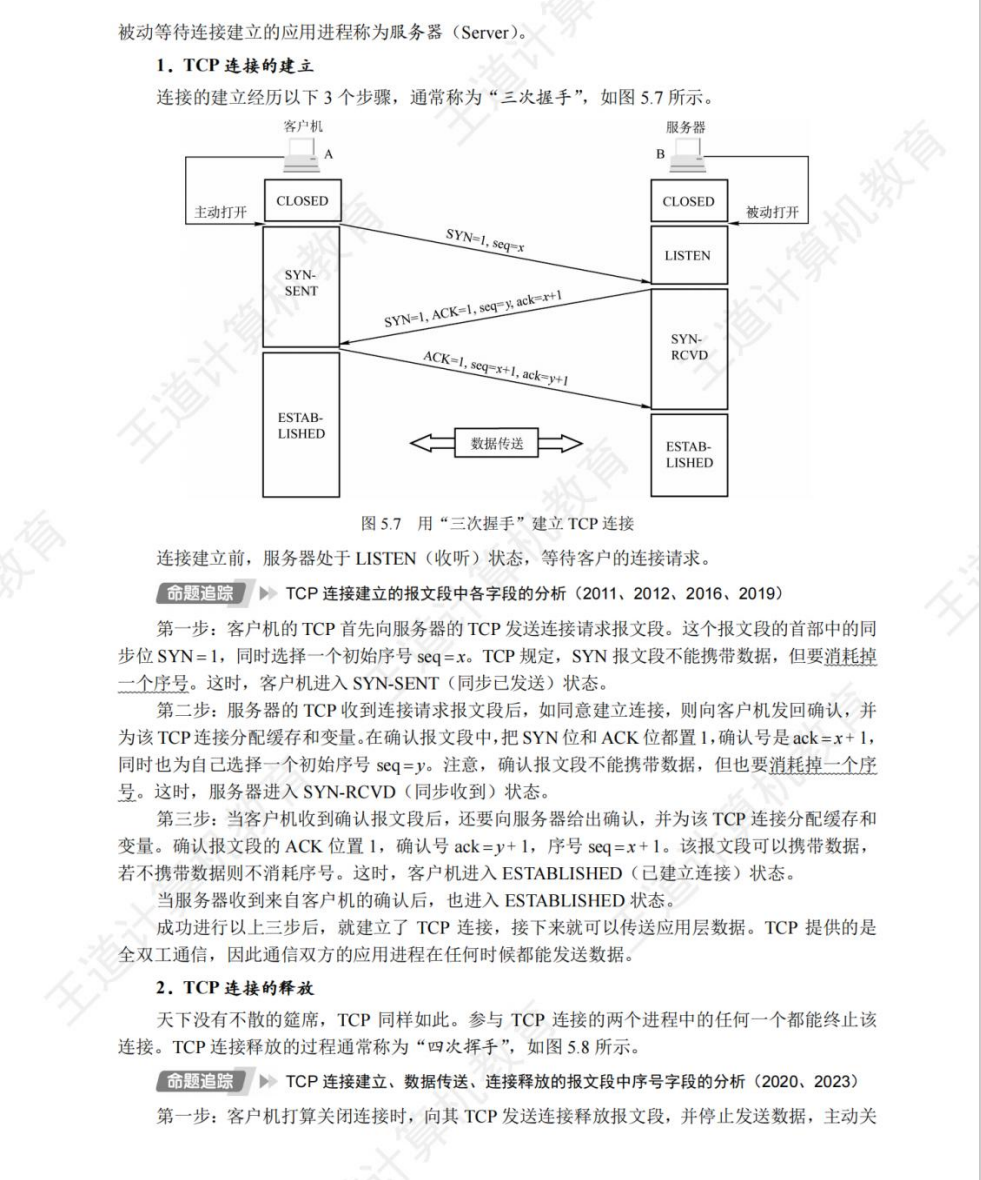 被动等待连接建立的应用进程称为服务器（Server）。
1．TCP 连接的建立
连接的建立经历以下 3 个步骤，通常称为“三次握手”，如图 5.7 所示。
客户机
服务器
A
B
CLOSED
CLOSED
主动打开
被动打开
SYN=1, seq=x
LISTEN
SYN-
SENT
SYN=1, ACK=1, seq=y, ack=x+1
SYN-
RCVD
ACK=1, seq=x+1, ack=y+1
ESTAB-
LISHED
数据传送
ESTAB-
LISHED
图 5.7 用“三次握手”建立 TCP 连接
连接建立前，服务器处于 LISTEN（收听）状态，等待客户的连接请求。
命题追踪 TCP 连接建立的报文段中各字段的分析（2011、2012、2016、2019）
第一步：客户机的 TCP 首先向服务器的 TCP 发送连接请求报文段。这个报文段的首部中的同
步位 SYN = 1，同时选择一个初始序号 seq = x。TCP 规定，SYN 报文段不能携带数据，但要消耗掉
一个序号。这时，客户机进入 SYN-SENT（同步已发送）状态。
第二步：服务器的 TCP 收到连接请求报文段后，如同意建立连接，则向客户机发回确认，并
为该 TCP 连接分配缓存和变量。在确认报文段中，把 SYN 位和 ACK 位都置 1，确认号是 ack = x + 1，
同时也为自己选择一个初始序号 seq = y。注意，确认报文段不能携带数据，但也要消耗掉一个序
号。这时，服务器进入 SYN-RCVD（同步收到）状态。
第三步：当客户机收到确认报文段后，还要向服务器给出确认，并为该 TCP 连接分配缓存和
变量。确认报文段的 ACK 位置 1，确认号 ack = y + 1，序号 seq = x + 1。该报文段可以携带数据，
若不携带数据则不消耗序号。这时，客户机进入 ESTABLISHED（已建立连接）状态。
当服务器收到来自客户机的确认后，也进入 ESTABLISHED 状态。
成功进行以上三步后，就建立了 TCP 连接，接下来就可以传送应用层数据。TCP 提供的是
全双工通信，因此通信双方的应用进程在任何时候都能发送数据。
2．TCP 连接的释放
天下没有不散的筵席，TCP 同样如此。参与 TCP 连接的两个进程中的任何一个都能终止该
连接。TCP 连接释放的过程通常称为“四次挥手”，如图 5.8 所示。
命题追踪 TCP 连接建立、数据传送、连接释放的报文段中序号字段的分析（2020、2023）
第一步：客户机打算关闭连接时，向其 TCP 发送连接释放报文段，并停止发送数据，主动关
王道计算机教育